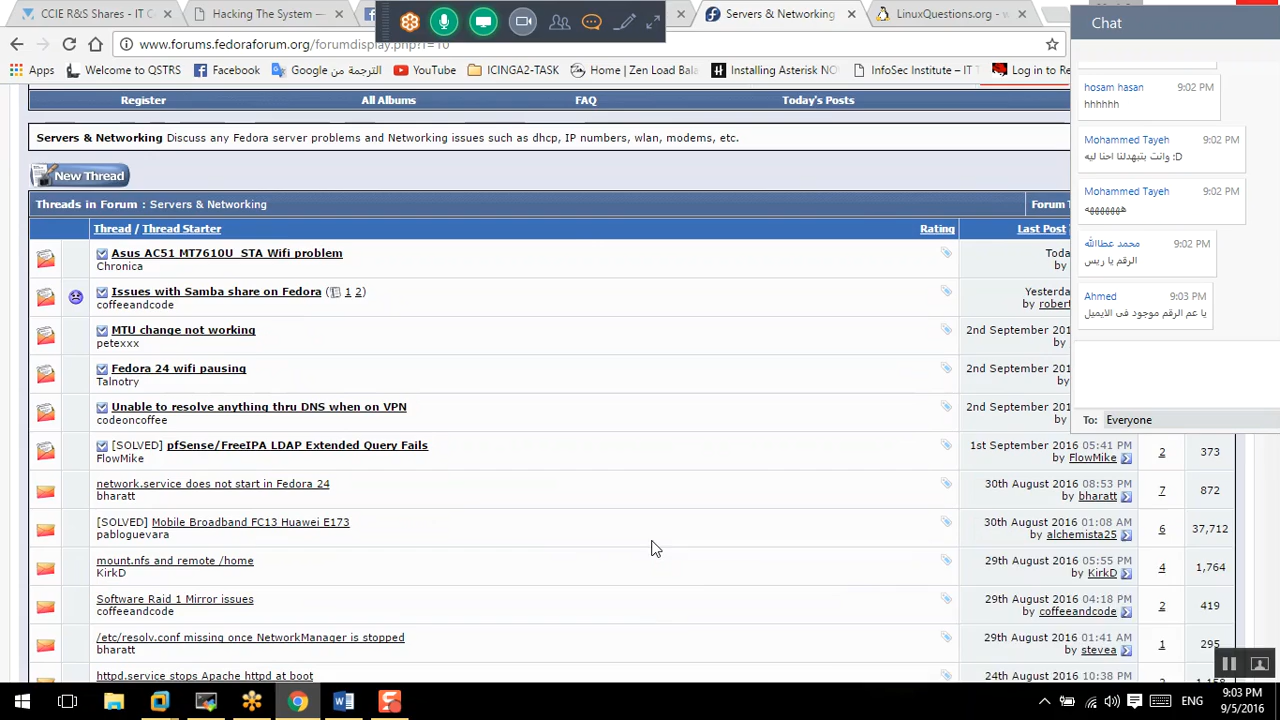 CCIE R&S Shared - IT C
Hacking The System —
Servers & Networking
LinuxQuestions.org
www.forums.fedoraforum.org/forumdisplay.php?f=10
Apps
Welcome to QSTRS
Facebook
الترجمة من Google
YouTube
ICINGA2-TASK
Home | Zen Load Bala
Installing Asterisk NO
InfoSec Institute – IT T
Log in to Re
Register
All Albums
FAQ
Today's Posts
Servers & Networking Discuss any Fedora server problems and Networking issues such as dhcp, IP numbers, wlan, modems, etc.
New Thread
Threads in Forum : Servers & Networking
Forum T
Thread / Thread Starter
Rating
Last Post
Asus AC51 MT7610U_STA Wifi problem
Chronica
Toda
by
Issues with Samba share on Fedora ( 1 2)
coffeeandcode
Yesterda
by robert
MTU change not working
petexxx
2nd September 201
by
Fedora 24 wifi pausing
Talnotry
2nd September 201
by
Unable to resolve anything thru DNS when on VPN
codeoncoffee
2nd September 201
by
[SOLVED] pfSense/FreeIPA LDAP Extended Query Fails
FlowMike
1st September 2016 05:41 PM
by FlowMike
2
373
network.service does not start in Fedora 24
bharatt
30th August 2016 08:53 PM
by bharatt
7
872
[SOLVED] Mobile Broadband FC13 Huawei E173
pabloguevara
30th August 2016 01:08 AM
by alchemista25
6
37,712
mount.nfs and remote /home
KirkD
29th August 2016 05:55 PM
by KirkD
4
1,764
Software Raid 1 Mirror issues
coffeeandcode
29th August 2016 04:18 PM
by coffeeandcode
2
419
/etc/resolv.conf missing once NetworkManager is stopped
bharatt
29th August 2016 01:41 AM
by stevea
1
295
httpd.service stops Apache httpd at boot
24th August 2016 10:38 PM
Chat
hosam hasan 9:02 PM
hhhhhh
Mohammed Tayeh 9:02 PM
وانت بتبهدلنا احنا ليه :D
Mohammed Tayeh 9:02 PM
هههههههه
محمد عطاالله 9:02 PM
الرقم يا ريس
Ahmed 9:03 PM
يا عم الرقم موجود فى الايميل
To: Everyone
ENG
9:03 PM
9/5/2016